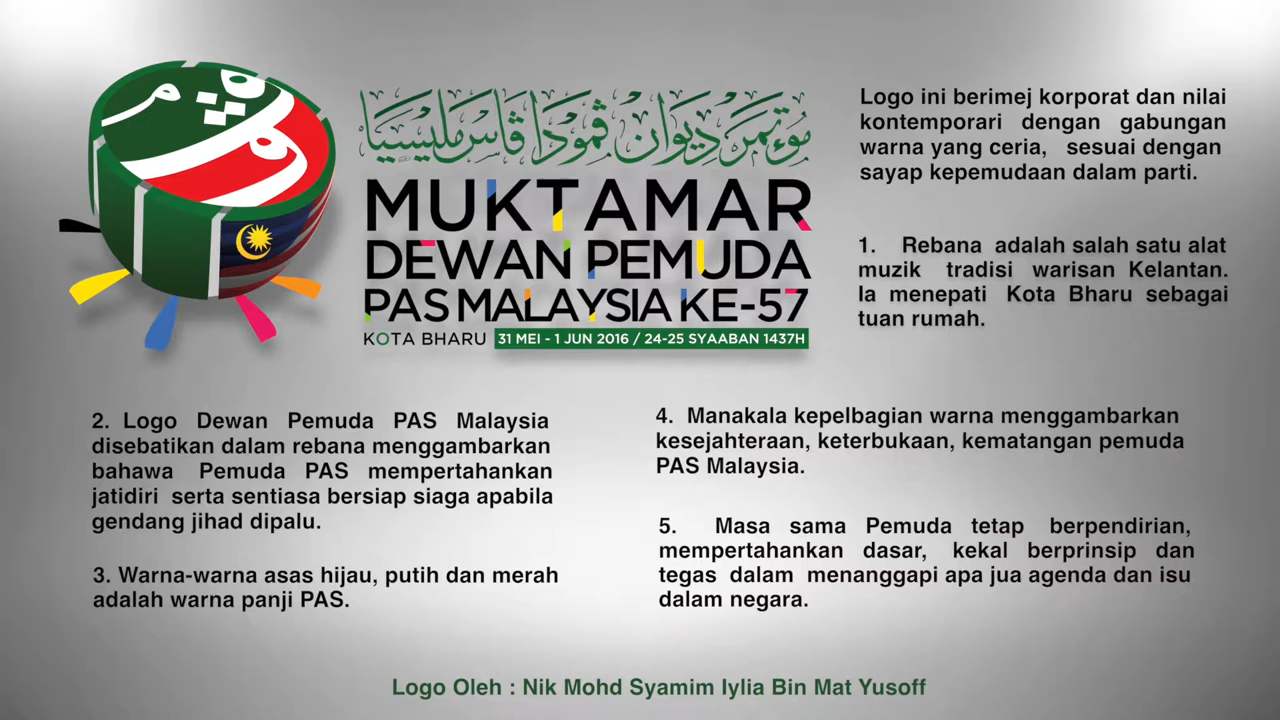 موءتمر ديوان ڤمودا ڤاس مليسيا
MUKTAMAR
DEWAN PEMUDA
PAS MALAYSIA KE-57
KOTA BHARU 31 MEI - 1 JUN 2016 / 24-25 SYAABAN 1437H
Logo ini berimej korporat dan nilai
kontemporari dengan gabungan
warna yang ceria, sesuai dengan
sayap kepemudaan dalam parti.
1. Rebana adalah salah satu alat
muzik tradisi warisan Kelantan.
Ia menepati Kota Bharu sebagai
tuan rumah.
2. Logo Dewan Pemuda PAS Malaysia
disebatikan dalam rebana menggambarkan
bahawa Pemuda PAS mempertahankan
jatidiri serta sentiasa bersiap siaga apabila
gendang jihad dipalu.
3. Warna-warna asas hijau, putih dan merah
adalah warna panji PAS.
4. Manakala kepelbagian warna menggambarkan
kesejahteraan, keterbukaan, kematangan pemuda
PAS Malaysia.
5. Masa sama Pemuda tetap berpendirian,
mempertahankan dasar, kekal berprinsip dan
tegas dalam menanggapi apa jua agenda dan isu
dalam negara.
Logo Oleh : Nik Mohd Syamim Iylia Bin Mat Yusoff